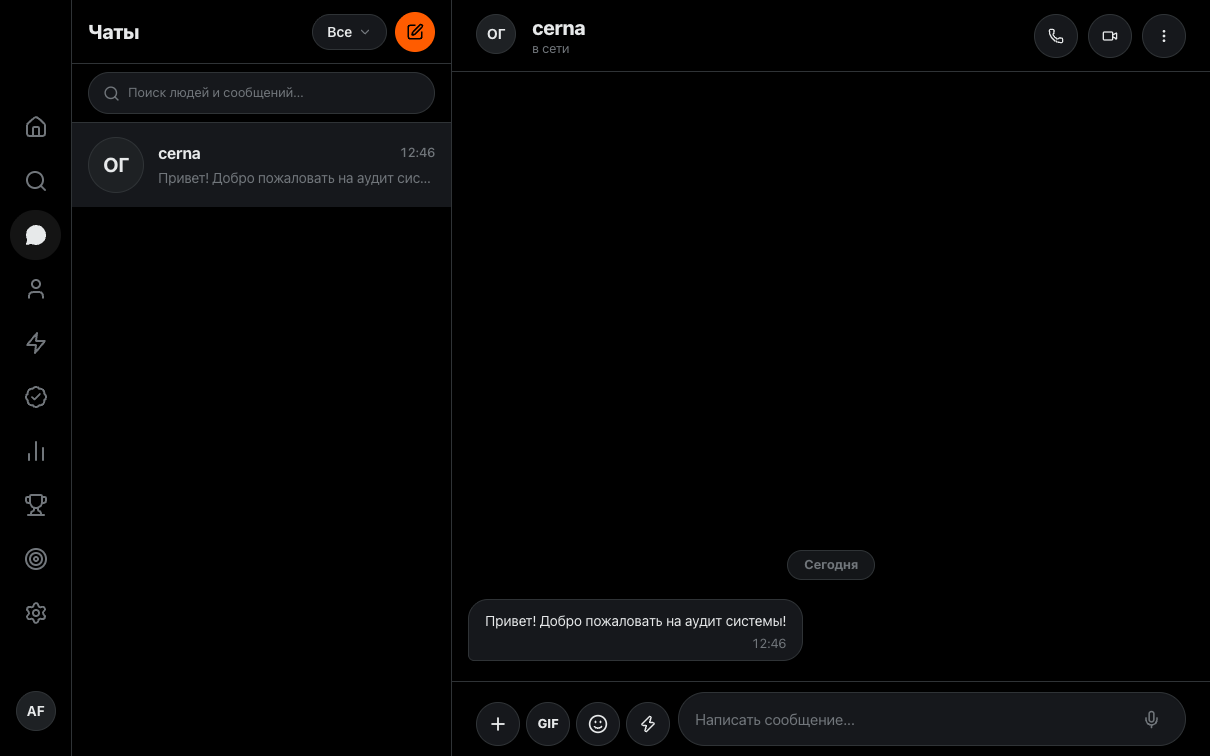 Чаты
Все
Поиск людей и сообщений...
ОГ
cerna
12:46
Привет! Добро пожаловать на аудит сис...
AF
ОГ
cerna
в сети
Сегодня
Привет! Добро пожаловать на аудит системы!
12:46
GIF
Написать сообщение...